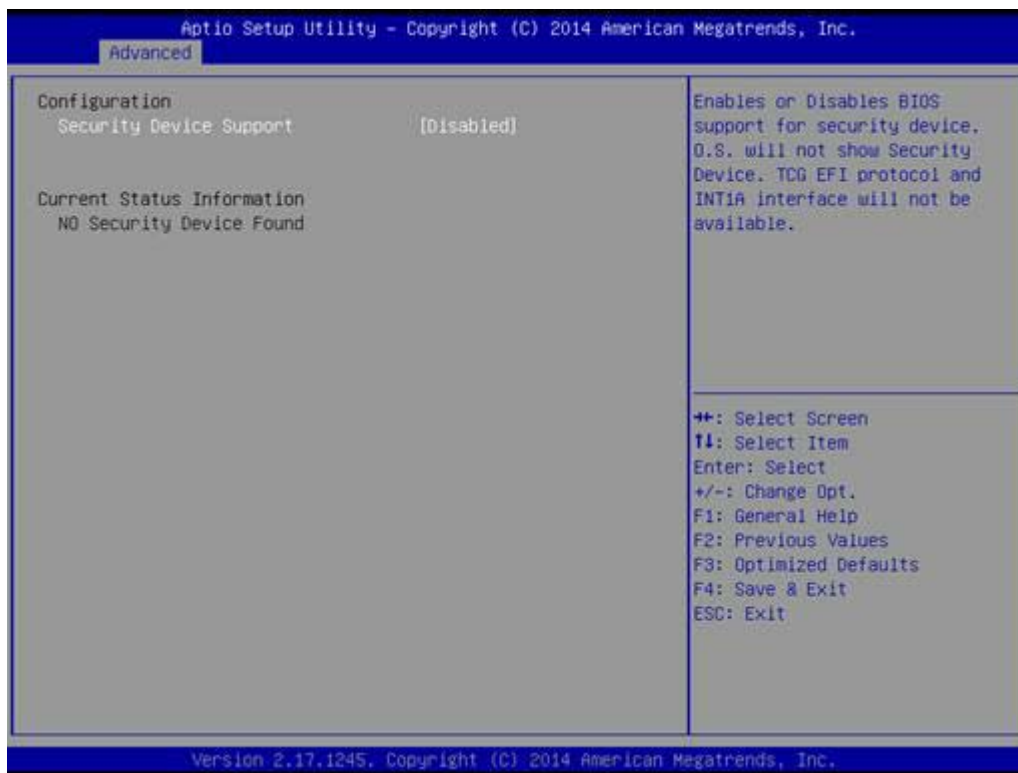 Aptio Setup Utility – Copyright (C) 2014 American Megatrends, Inc.
Advanced
Configuration
Security Device Support [Disabled]
Current Status Information
NO Security Device Found
Enables or Disables BIOS
support for security device.
O.S. will not show Security
Device. TCG EFI protocol and
INT1A interface will not be
available.
→←: Select Screen
↑↓: Select Item
Enter: Select
+/-: Change Opt.
F1: General Help
F2: Previous Values
F3: Optimized Defaults
F4: Save & Exit
ESC: Exit
Version 2.17.1245. Copyright (C) 2014 American Megatrends, Inc.